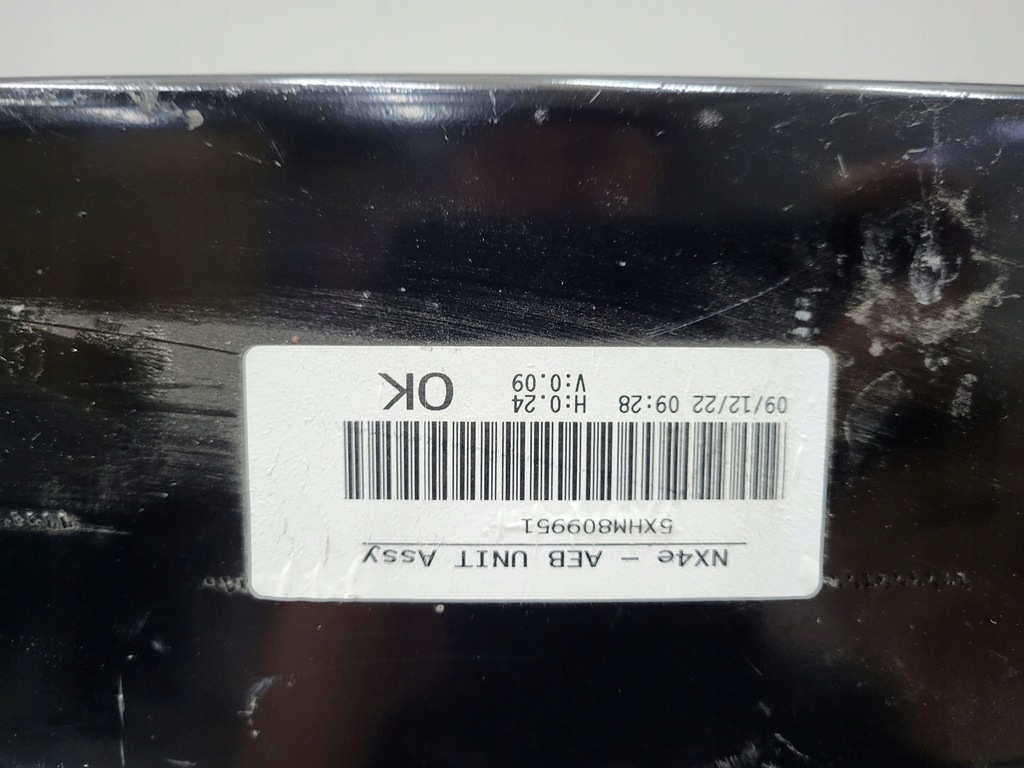 NX4e - AEB UNIT Assy
5XHM809951
09/12/22 09:28 H:0.24
V:0.09
OK